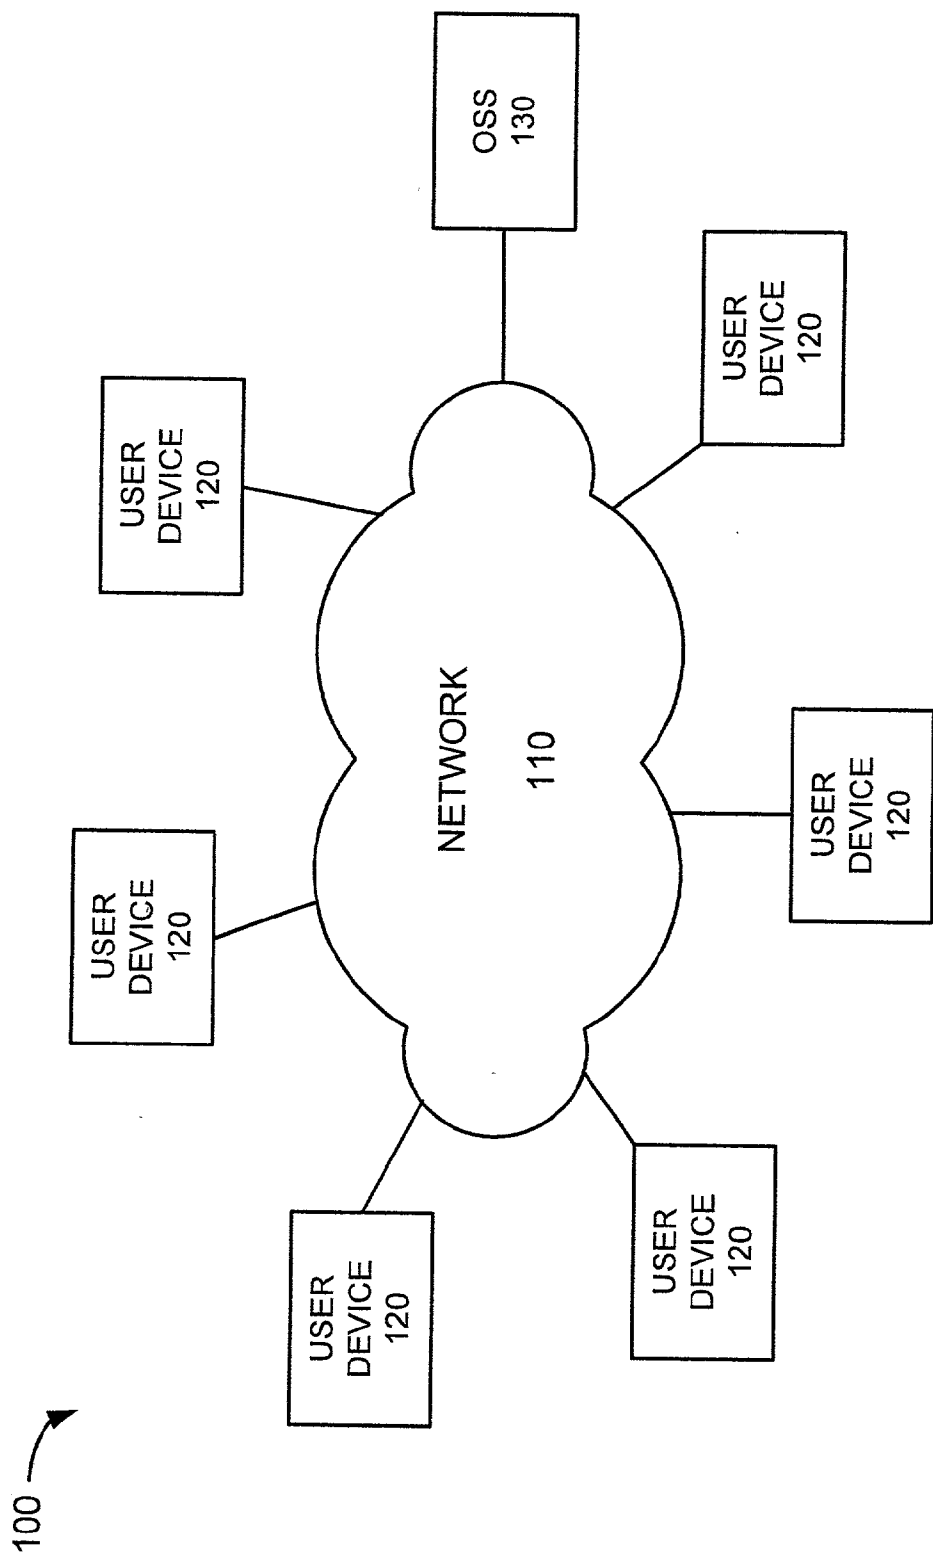 100
USER
DEVICE
120
USER
DEVICE
120
USER
DEVICE
120
OSS
130
NETWORK
110
USER
DEVICE
120
USER
DEVICE
120
USER
DEVICE
120